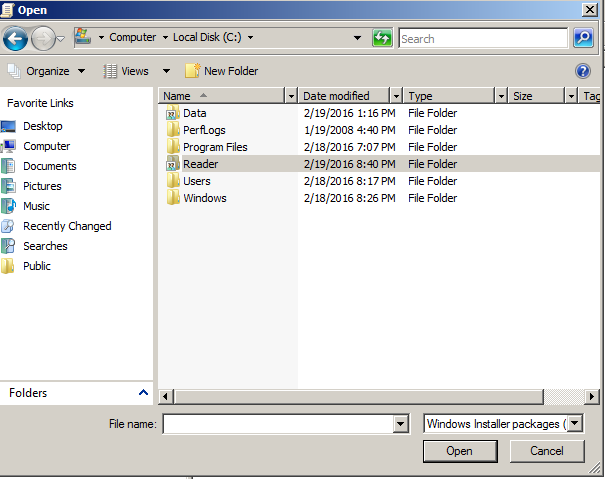 Open
Computer Local Disk (C:) Search
Organize Views New Folder
Favorite Links
Desktop
Computer
Documents
Pictures
Music
Recently Changed
Searches
Public
Folders
Name Date modified Type Size Tag
Data 2/19/2016 1:16 PM File Folder
PerfLogs 1/19/2008 4:40 PM File Folder
Program Files 2/18/2016 7:07 PM File Folder
Reader 2/19/2016 8:40 PM File Folder
Users 2/18/2016 8:17 PM File Folder
Windows 2/18/2016 8:26 PM File Folder
File name: Windows Installer packages (
Open Cancel